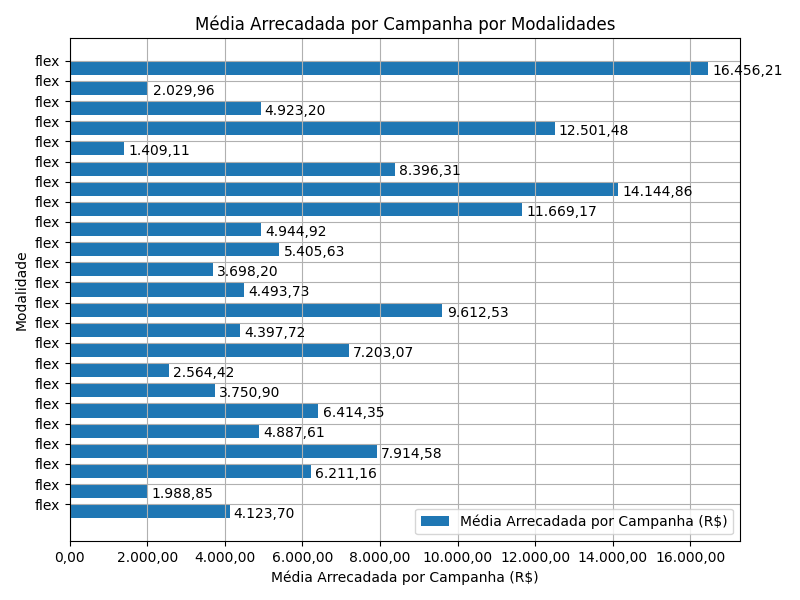 Média Arrecadada por Campanha por Modalidades
flex 16.456,21
flex 2.029,96
flex 4.923,20
flex 12.501,48
flex 1.409,11
flex 8.396,31
flex 14.144,86
flex 11.669,17
flex 4.944,92
flex 5.405,63
flex 3.698,20
flex 4.493,73
flex 9.612,53
flex 4.397,72
flex 7.203,07
flex 2.564,42
flex 3.750,90
flex 6.414,35
flex 4.887,61
flex 7.914,58
flex 6.211,16
flex 1.988,85
flex 4.123,70
Modalidade
Média Arrecadada por Campanha (R$)
0,00 2.000,00 4.000,00 6.000,00 8.000,00 10.000,00 12.000,00 14.000,00 16.000,00
Média Arrecadada por Campanha (R$)